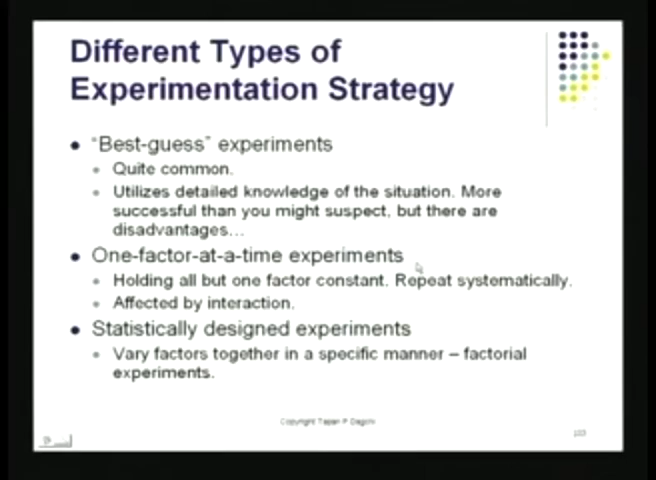 Different Types of
Experimentation Strategy
"Best-guess" experiments
Quite common.
Utilizes detailed knowledge of the situation. More
successful than you might suspect, but there are
disadvantages...
One-factor-at-a-time experiments
Holding all but one factor constant. Repeat systematically.
Affected by interaction.
Statistically designed experiments
Vary factors together in a specific manner – factorial
experiments.
Copyright Tapan P Bagchi